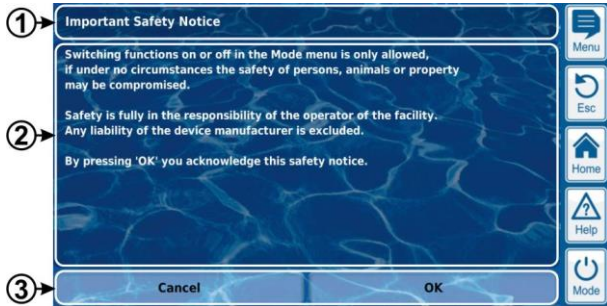 1
Important Safety Notice
Menu
2
Switching functions on or off in the Mode menu is only allowed,
if under no circumstances the safety of persons, animals or property
may be compromised.
Safety is fully in the responsibility of the operator of the facility.
Any liability of the device manufacturer is excluded.
By pressing 'OK' you acknowledge this safety notice.
Esc
Home
?
Help
3
Cancel
OK
Mode